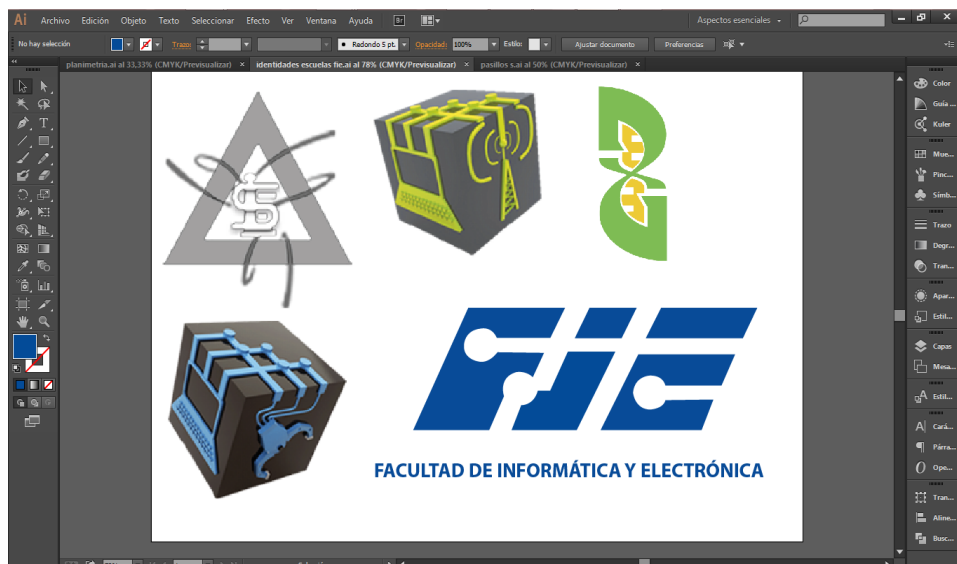 Ai Archivo Edición Objeto Texto Seleccionar Efecto Ver Ventana Ayuda Br Aspectos esenciales
No hay selección Trazo: Redondo 5 pt. Opacidad: 100% Estilo: Ajustar documento Preferencias
planimetria.ai al 33,33% (CMYK/Previsualizar) × identidades escuelas fie.ai al 78% (CMYK/Previsualizar) × pasillos s.ai al 50% (CMYK/Previsualizar) ×
Color
Guía ...
Kuler
Mue...
Pinc...
Símb...
Trazo
Degr...
Tran...
Apar...
Estil...
Capas
Mesa...
Estil...
Cará...
Párra...
Ope...
Tran...
Aline...
Busc...
FIE
FACULTAD DE INFORMÁTICA Y ELECTRÓNICA